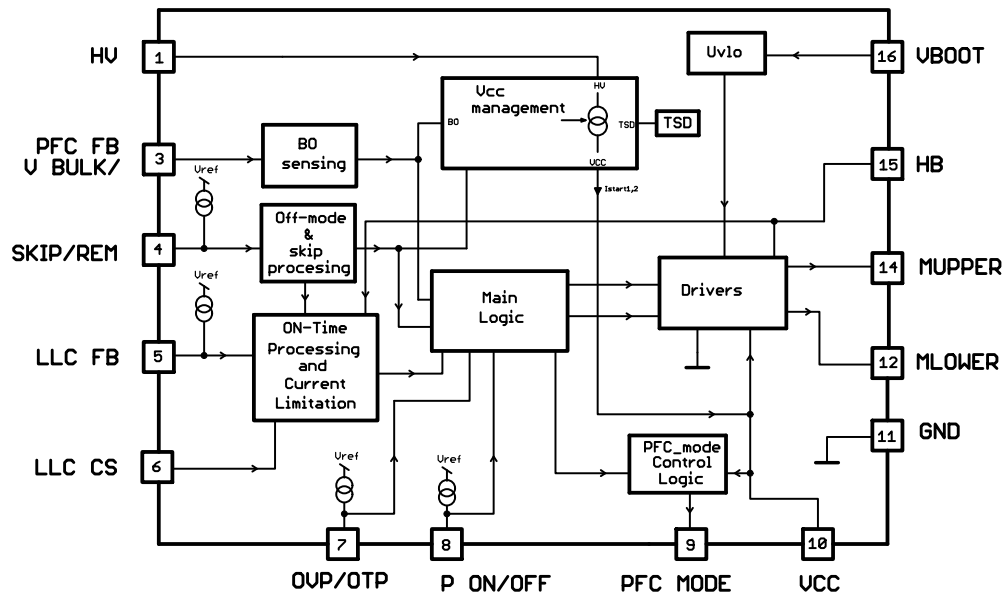 HV
1
Uvlo
16
VBOOT
Vcc
management
HV
BO
TSD
TSD
VCC
Istart1,2
PFC FB
V BULK/
3
BO
sensing
15
HB
Vref
SKIP/REM
4
Off-mode
&
skip
procesing
14
MUPPER
Vref
Main
Logic
Drivers
LLC FB
5
ON-Time
Processing
and
Current
Limitation
12
MLOWER
11
GND
LLC CS
6
Vref
Vref
PFC_mode
Control
Logic
7
8
9
10
OVP/OTP
P ON/OFF
PFC MODE
VCC